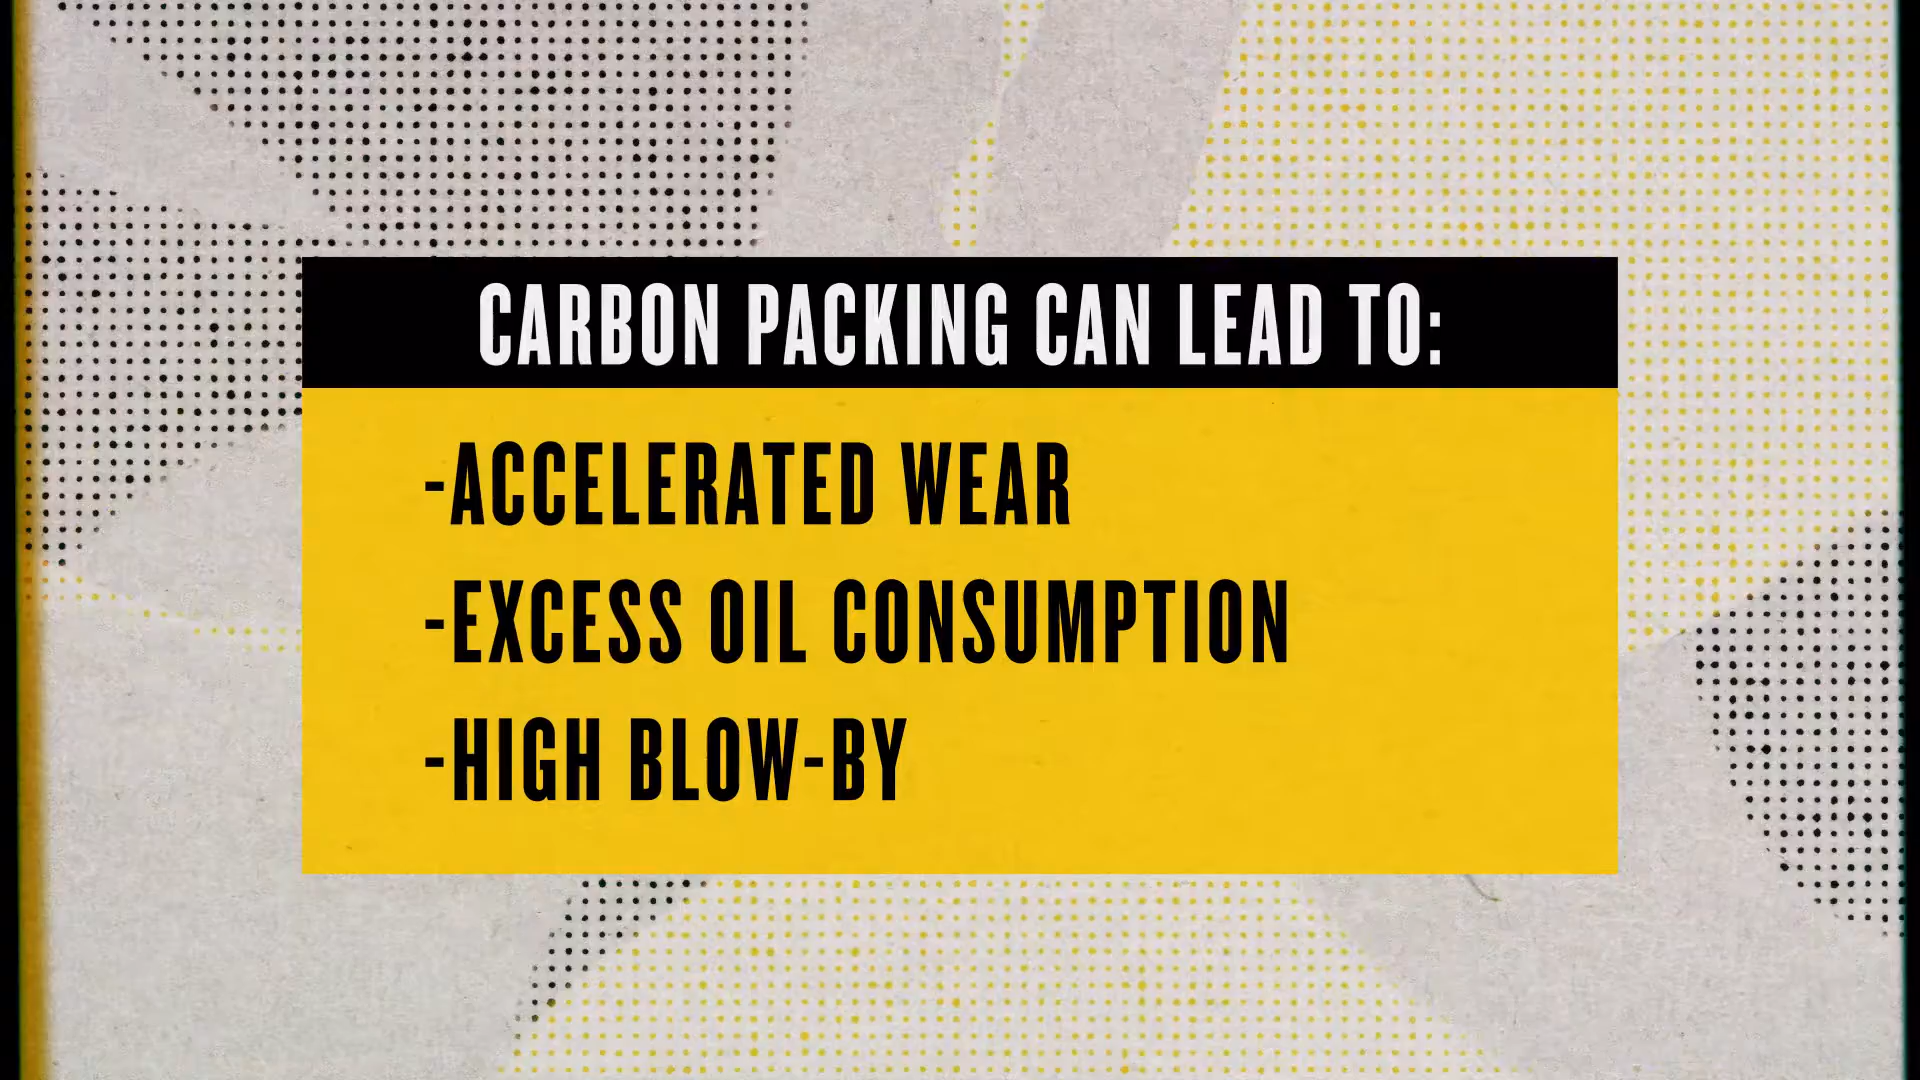 CARBON PACKING CAN LEAD TO:
-ACCELERATED WEAR
-EXCESS OIL CONSUMPTION
-HIGH BLOW-BY